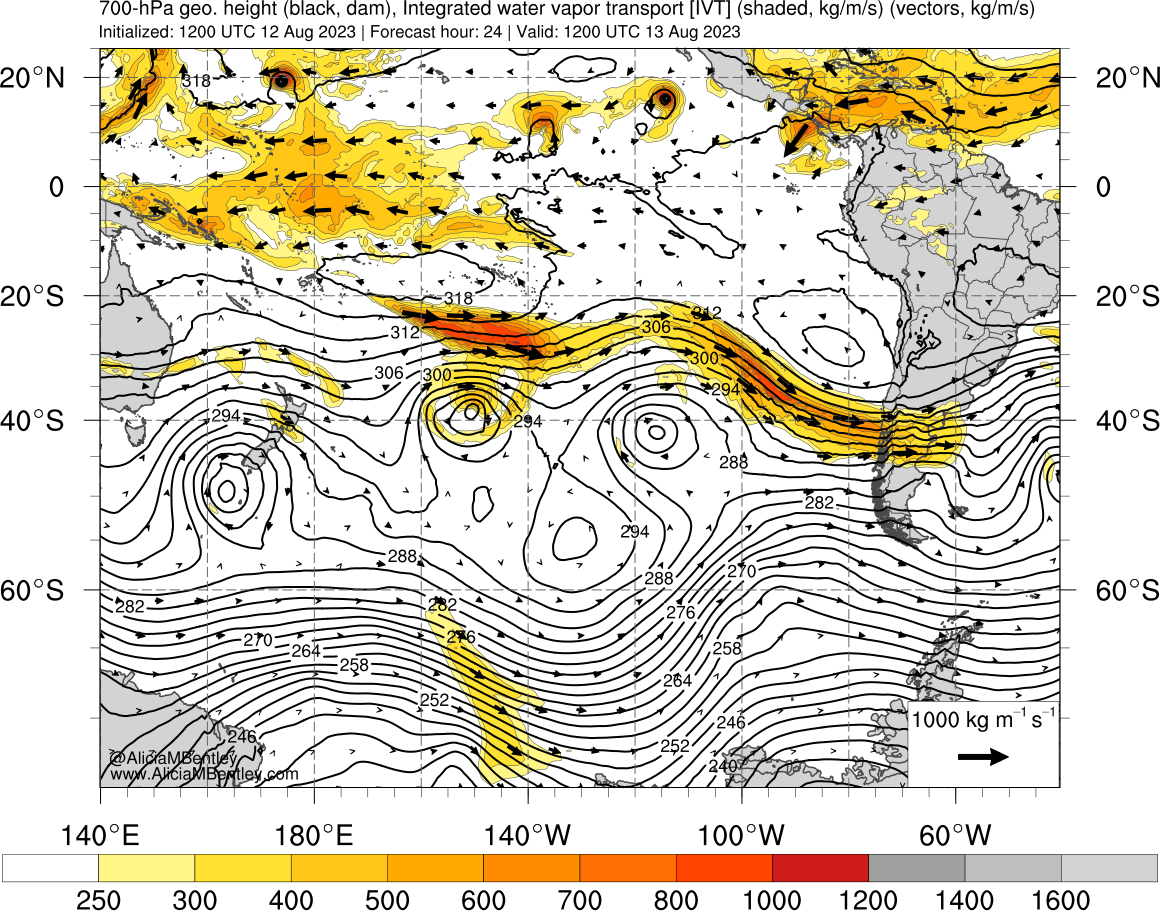 700-hPa geo. height (black, dam), Integrated water vapor transport [IVT] (shaded, kg/m/s) (vectors, kg/m/s)
Initialized: 1200 UTC 12 Aug 2023 | Forecast hour: 24 | Valid: 1200 UTC 13 Aug 2023
20°N 318 20°N
0 0
20°S 318 312 20°S
312 306
306 300 300
294 294 294
40°S 40°S
288
282
294
288 288 270
60°S 60°S
282 282 276
276
270 264 258
258
264
252
246 246
252
240
1000 kg m⁻¹ s⁻¹
@AliciaMBentley
www.AliciaMBentley.com
140°E 180°E 140°W 100°W 60°W
250 300 400 500 600 700 800 1000 1200 1400 1600